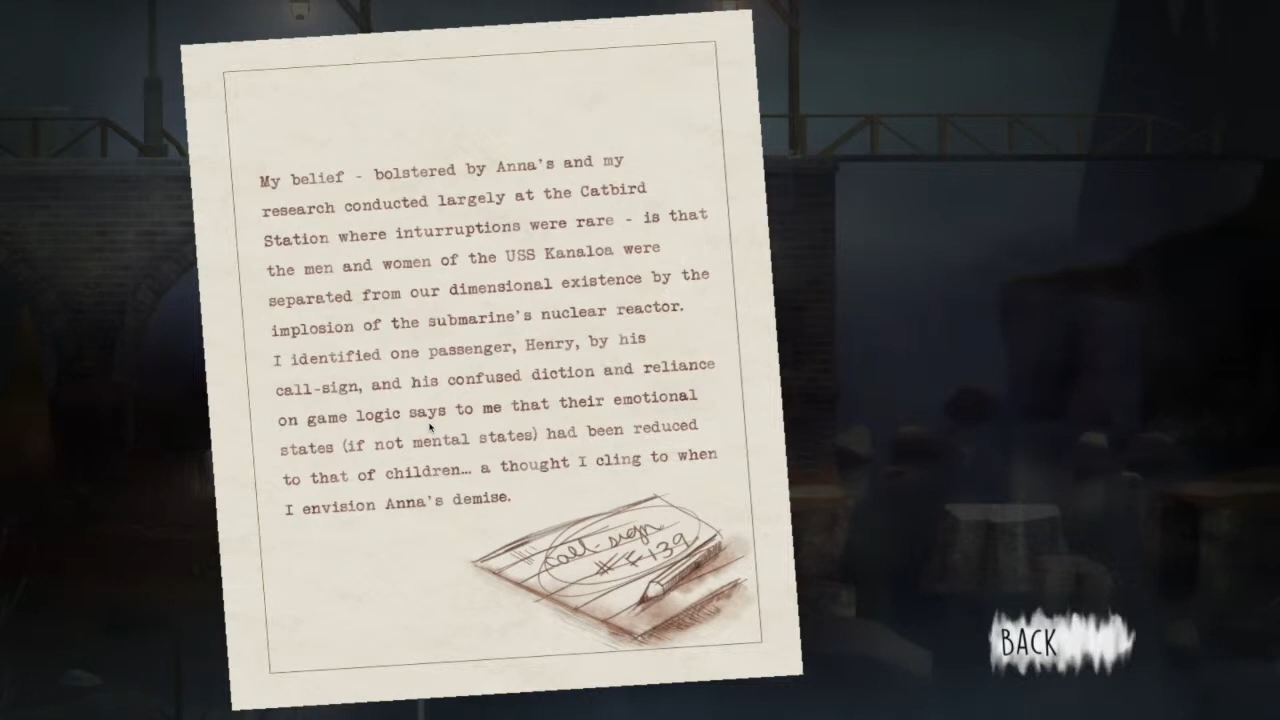 My belief - bolstered by Anna's and my
research conducted largely at the Catbird
Station where inturruptions were rare - is that
the men and women of the USS Kanaloa were
separated from our dimensional existence by the
implosion of the submarine's nuclear reactor.
I identified one passenger, Henry, by his
call-sign, and his confused diction and reliance
on game logic says to me that their emotional
states (if not mental states) had been reduced
to that of children… a thought I cling to when
I envision Anna's demise.
call-sign
#F-139
BACK